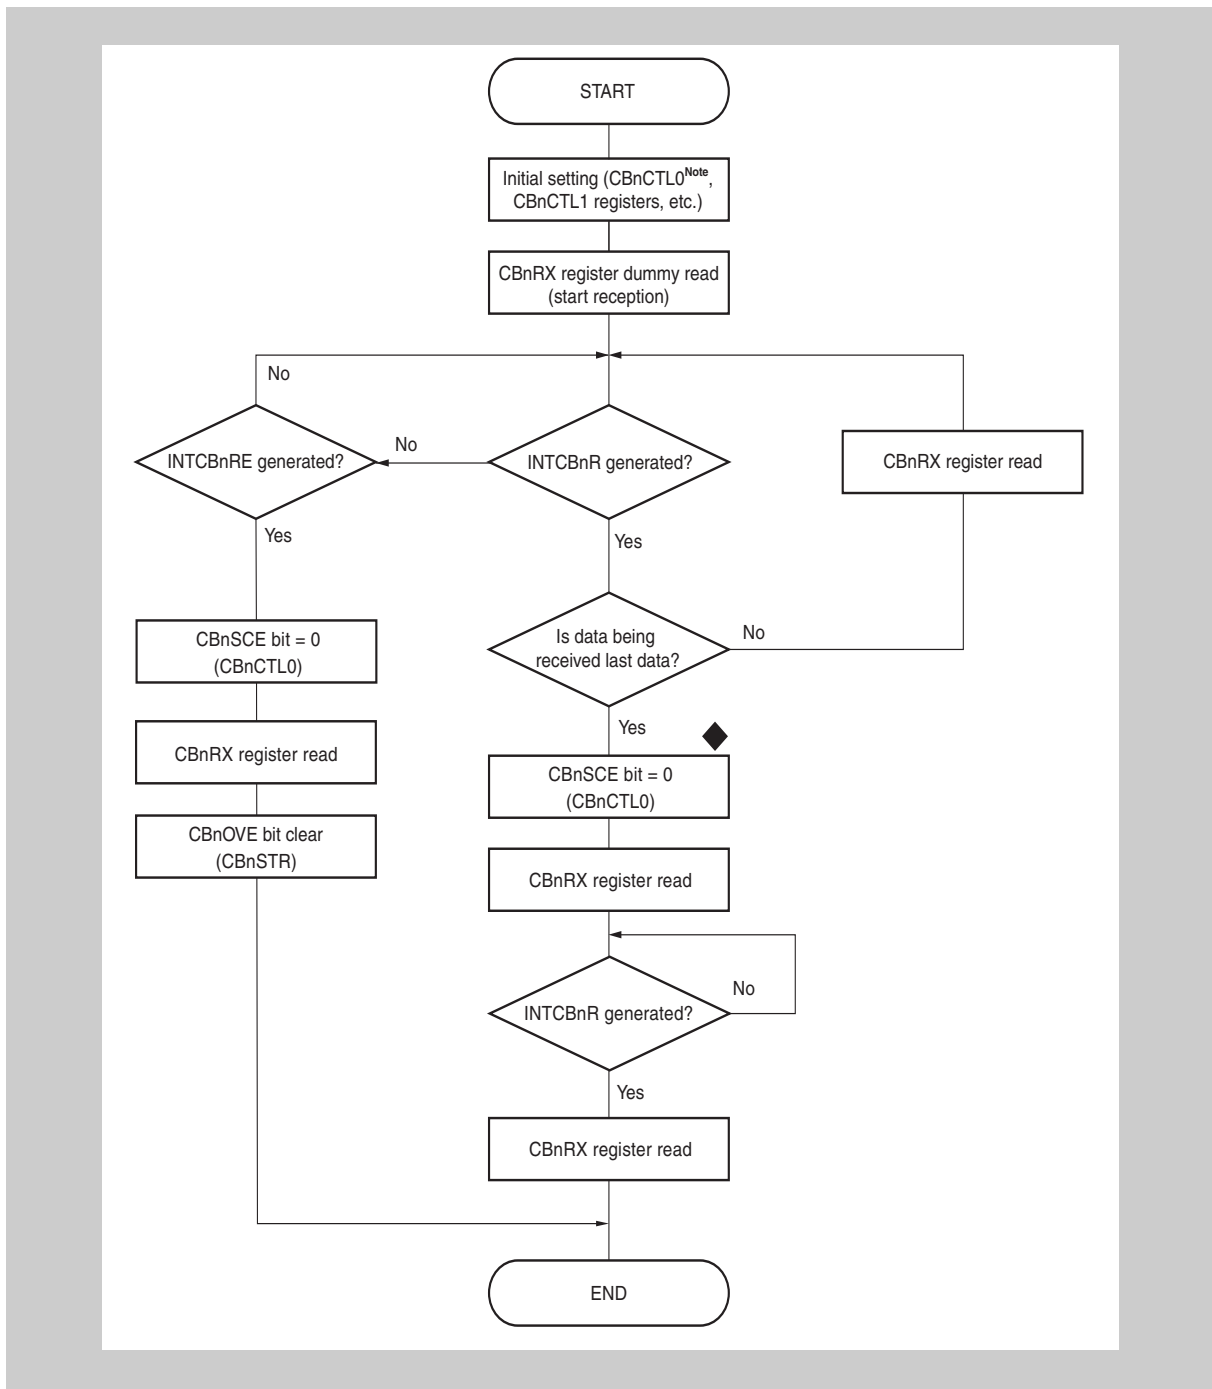 START
Initial setting (CBnCTL0Note,
CBnCTL1 registers, etc.)
CBnRX register dummy read
(start reception)
No
INTCBnRE generated?
No
INTCBnR generated?
CBnRX register read
Yes
Yes
Is data being
received last data?
No
CBnSCE bit = 0
(CBnCTL0)
Yes
CBnRX register read
CBnSCE bit = 0
(CBnCTL0)
CBnOVE bit clear
(CBnSTR)
CBnRX register read
INTCBnR generated?
No
Yes
CBnRX register read
END